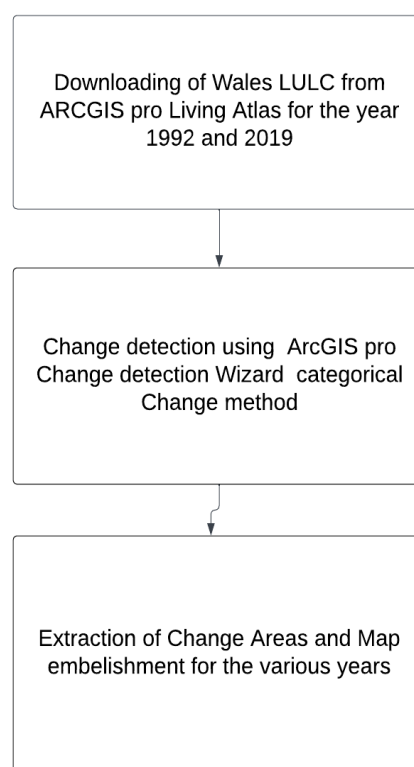 Downloading of Wales LULC from
ARCGIS pro Living Atlas for the year
1992 and 2019
Change detection using  ArcGIS pro
Change detection Wizard  categorical
Change method
Extraction of Change Areas and Map
embelishment for the various years